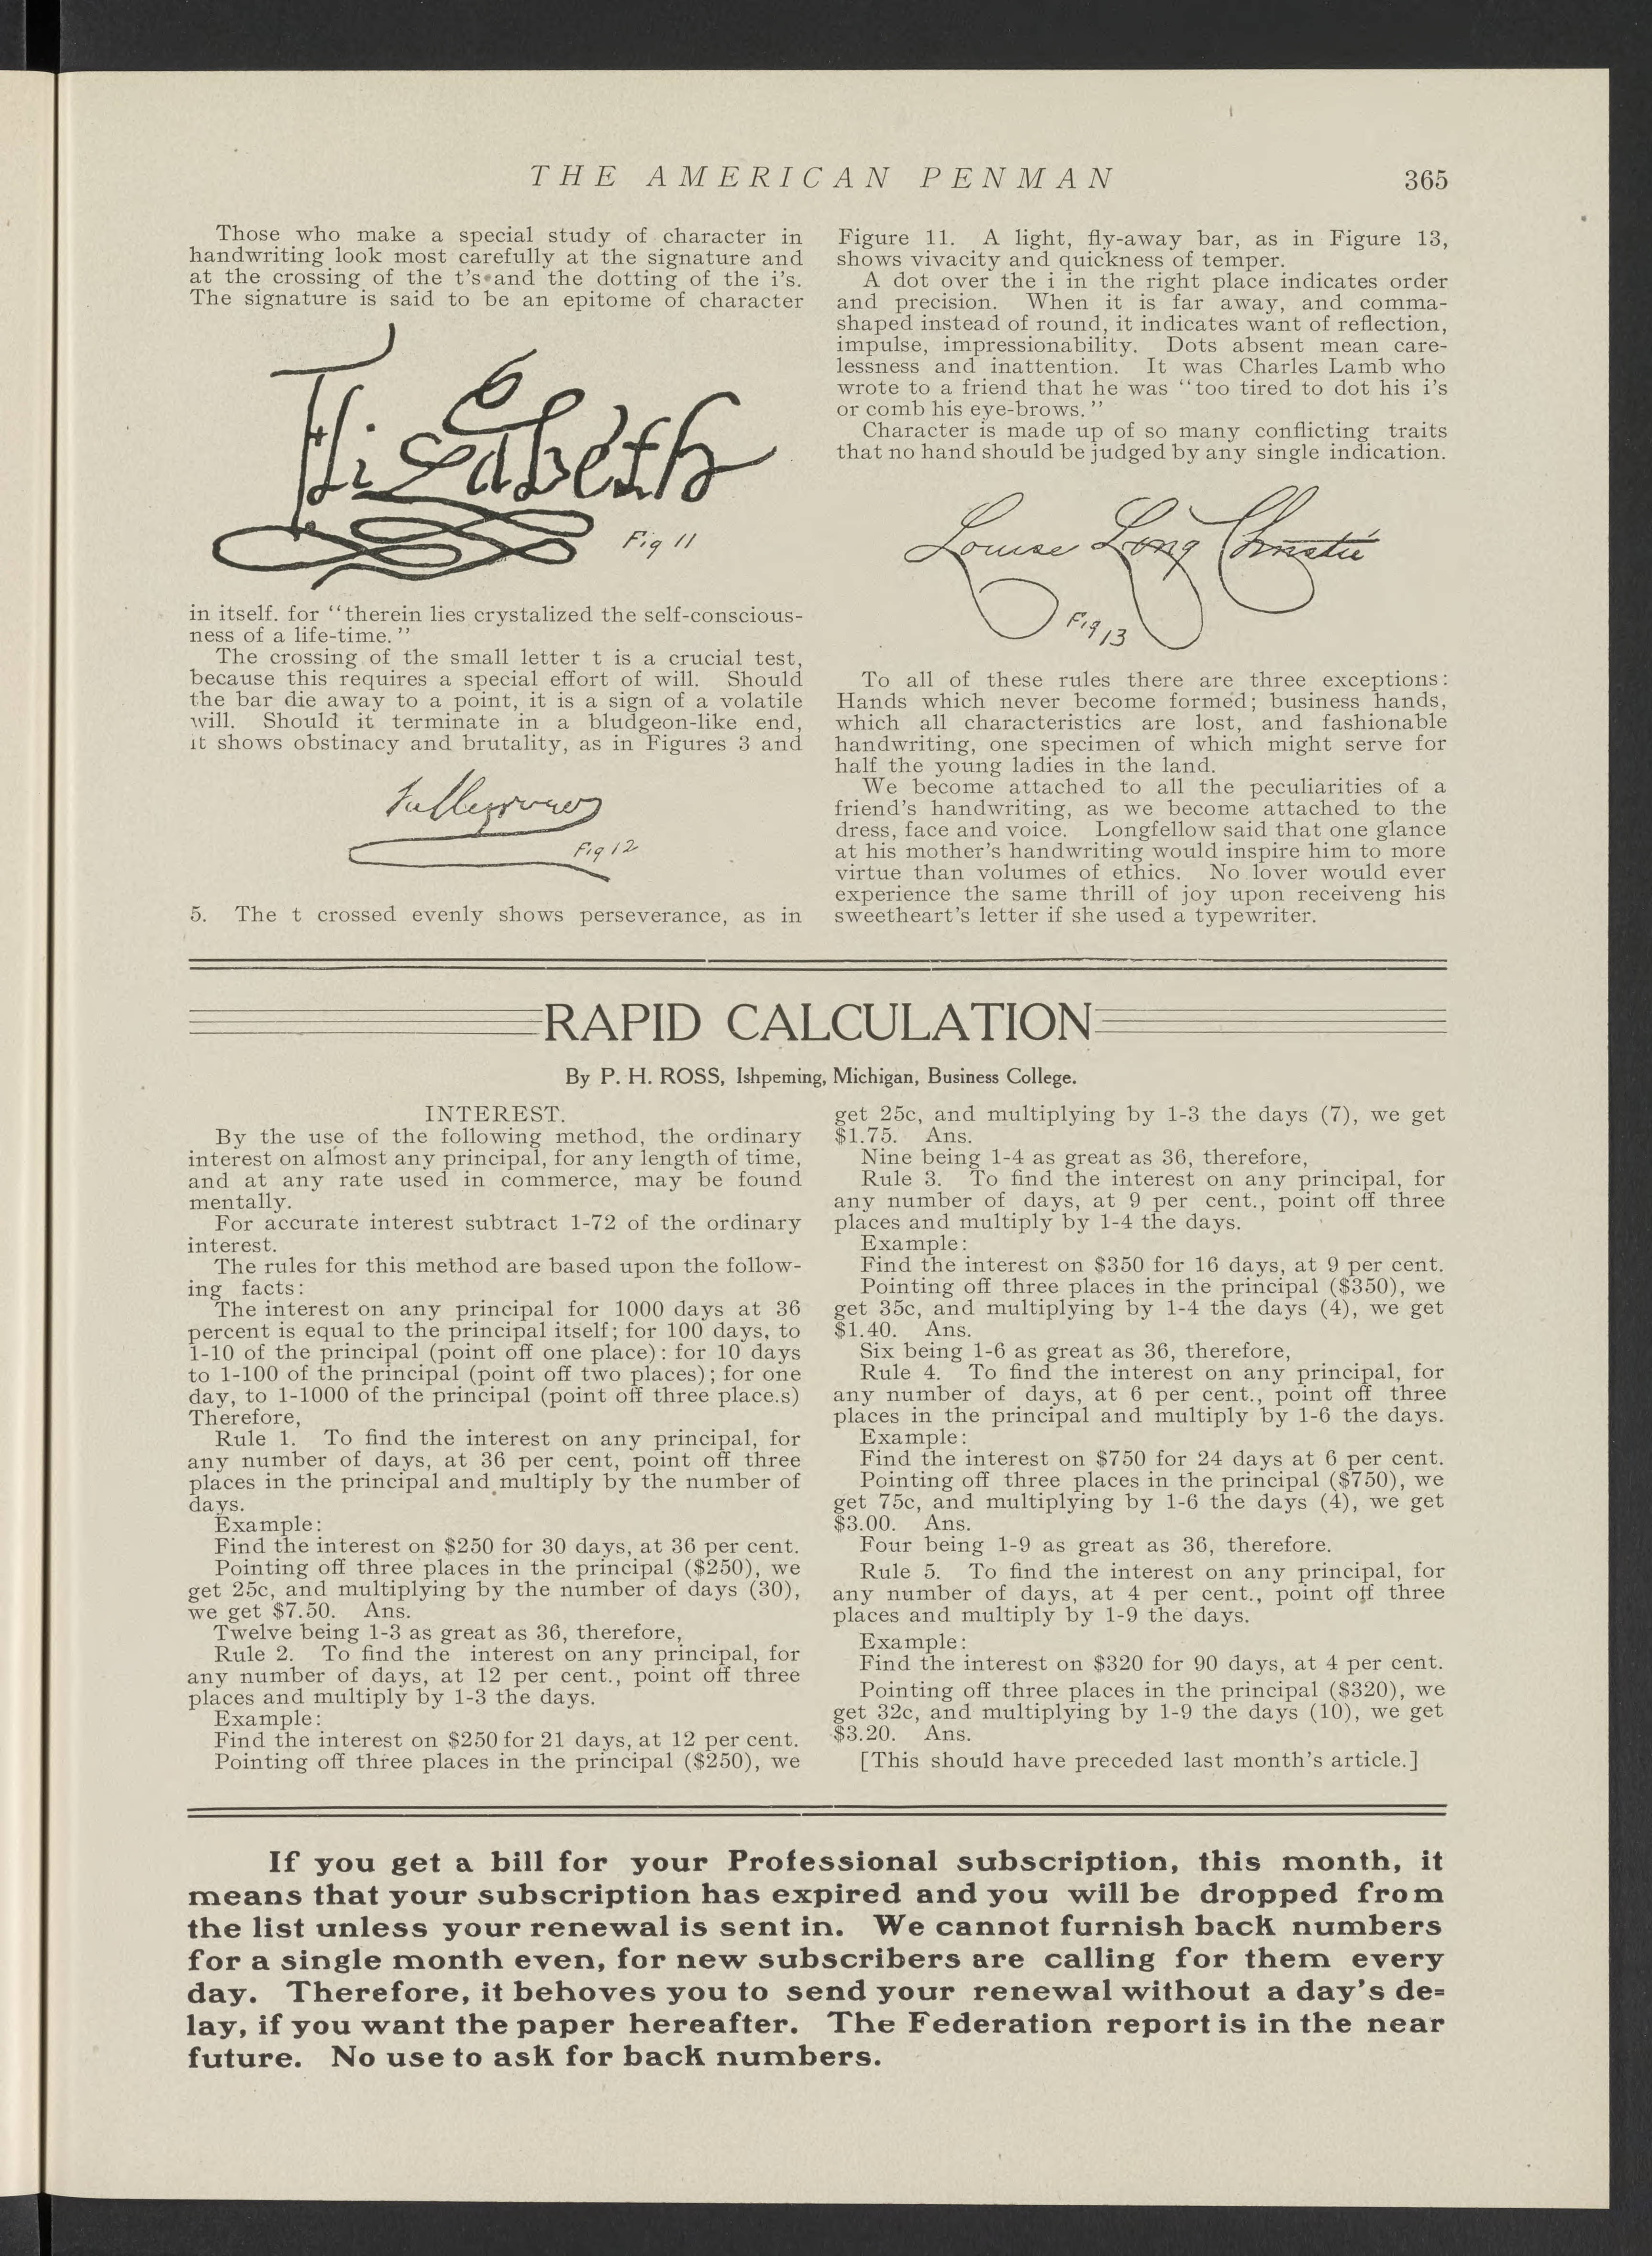 THE AMERICAN PENMAN
365
Those who make a special study of character in
handwriting look most carefully at the signature and
at the crossing of the t's and the dotting of the i's.
The signature is said to be an epitome of character
Elizabeth
Fig 11
in itself. for "therein lies crystalized the self-conscious-
ness of a life-time."
The crossing of the small letter t is a crucial test,
because this requires a special effort of will. Should
the bar die away to a point, it is a sign of a volatile
will. Should it terminate in a bludgeon-like end,
it shows obstinacy and brutality, as in Figures 3 and
Fig 12
5. The t crossed evenly shows perseverance, as in
Figure 11. A light, fly-away bar, as in Figure 13,
shows vivacity and quickness of temper.
A dot over the i in the right place indicates order
and precision. When it is far away, and comma-
shaped instead of round, it indicates want of reflection,
impulse, impressionability. Dots absent mean care-
lessness and inattention. It was Charles Lamb who
wrote to a friend that he was "too tired to dot his i's
or comb his eye-brows."
Character is made up of so many conflicting traits
that no hand should be judged by any single indication.
Louise Long Christie
Fig 13
To all of these rules there are three exceptions:
Hands which never become formed; business hands,
which all characteristics are lost, and fashionable
handwriting, one specimen of which might serve for
half the young ladies in the land.
We become attached to all the peculiarities of a
friend's handwriting, as we become attached to the
dress, face and voice. Longfellow said that one glance
at his mother's handwriting would inspire him to more
virtue than volumes of ethics. No lover would ever
experience the same thrill of joy upon receiveng his
sweetheart's letter if she used a typewriter.
RAPID CALCULATION
By P. H. ROSS, Ishpeming, Michigan, Business College.
INTEREST.
By the use of the following method, the ordinary
interest on almost any principal, for any length of time,
and at any rate used in commerce, may be found
mentally.
For accurate interest subtract 1-72 of the ordinary
interest.
The rules for this method are based upon the follow-
ing facts:
The interest on any principal for 1000 days at 36
percent is equal to the principal itself; for 100 days, to
1-10 of the principal (point off one place): for 10 days
to 1-100 of the principal (point off two places); for one
day, to 1-1000 of the principal (point off three place.s)
Therefore,
Rule 1. To find the interest on any principal, for
any number of days, at 36 per cent, point off three
places in the principal and multiply by the number of
days.
Example:
Find the interest on $250 for 30 days, at 36 per cent.
Pointing off three places in the principal ($250), we
get 25c, and multiplying by the number of days (30),
we get $7.50. Ans.
Twelve being 1-3 as great as 36, therefore,
Rule 2. To find the interest on any principal, for
any number of days, at 12 per cent., point off three
places and multiply by 1-3 the days.
Example:
Find the interest on $250 for 21 days, at 12 per cent.
Pointing off three places in the principal ($250), we
get 25c, and multiplying by 1-3 the days (7), we get
$1.75. Ans.
Nine being 1-4 as great as 36, therefore,
Rule 3. To find the interest on any principal, for
any number of days, at 9 per cent., point off three
places and multiply by 1-4 the days.
Example:
Find the interest on $350 for 16 days, at 9 per cent.
Pointing off three places in the principal ($350), we
get 35c, and multiplying by 1-4 the days (4), we get
$1.40. Ans.
Six being 1-6 as great as 36, therefore,
Rule 4. To find the interest on any principal, for
any number of days, at 6 per cent., point off three
places in the principal and multiply by 1-6 the days.
Example:
Find the interest on $750 for 24 days at 6 per cent.
Pointing off three places in the principal ($750), we
get 75c, and multiplying by 1-6 the days (4), we get
$3.00. Ans.
Four being 1-9 as great as 36, therefore.
Rule 5. To find the interest on any principal, for
any number of days, at 4 per cent., point off three
places and multiply by 1-9 the days.
Example:
Find the interest on $320 for 90 days, at 4 per cent.
Pointing off three places in the principal ($320), we
get 32c, and multiplying by 1-9 the days (10), we get
$3.20. Ans.
[This should have preceded last month's article.]
If you get a bill for your Professional subscription, this month, it
means that your subscription has expired and you will be dropped from
the list unless your renewal is sent in. We cannot furnish back numbers
for a single month even, for new subscribers are calling for them every
day. Therefore, it behoves you to send your renewal without a day's de=
lay, if you want the paper hereafter. The Federation report is in the near
future. No use to ask for back numbers.